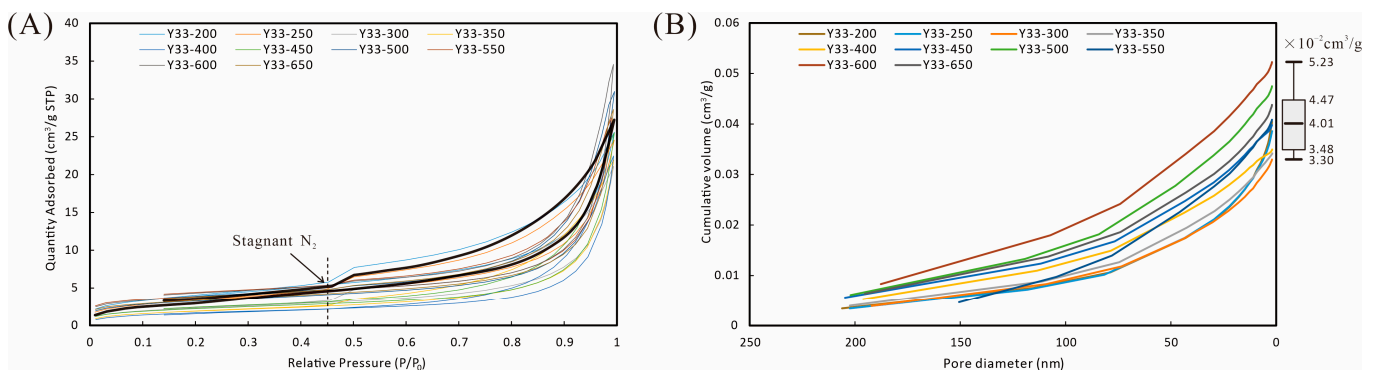 (A)
40
35
30
25
20
15
10
5
0
Quantity Adsorbed (cm³/g STP)
Y33-200 Y33-250 Y33-300 Y33-350
Y33-400 Y33-450 Y33-500 Y33-550
Y33-600 Y33-650
Stagnant N₂
0 0.1 0.2 0.3 0.4 0.5 0.6 0.7 0.8 0.9 1
Relative Pressure (P/P₀)
(B)
0.06
0.05
0.04
0.03
0.02
0.01
0
Cumulative volume (cm³/g)
Y33-200 Y33-250 Y33-300 Y33-350
Y33-400 Y33-450 Y33-500 Y33-550
Y33-600 Y33-650
250 200 150 100 50 0
Pore diameter (nm)
×10⁻²cm³/g
5.23
4.47
4.01
3.48
3.30